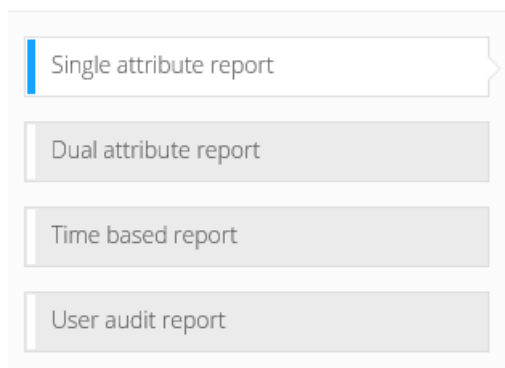 Single attribute report
Dual attribute report
Time based report
User audit report